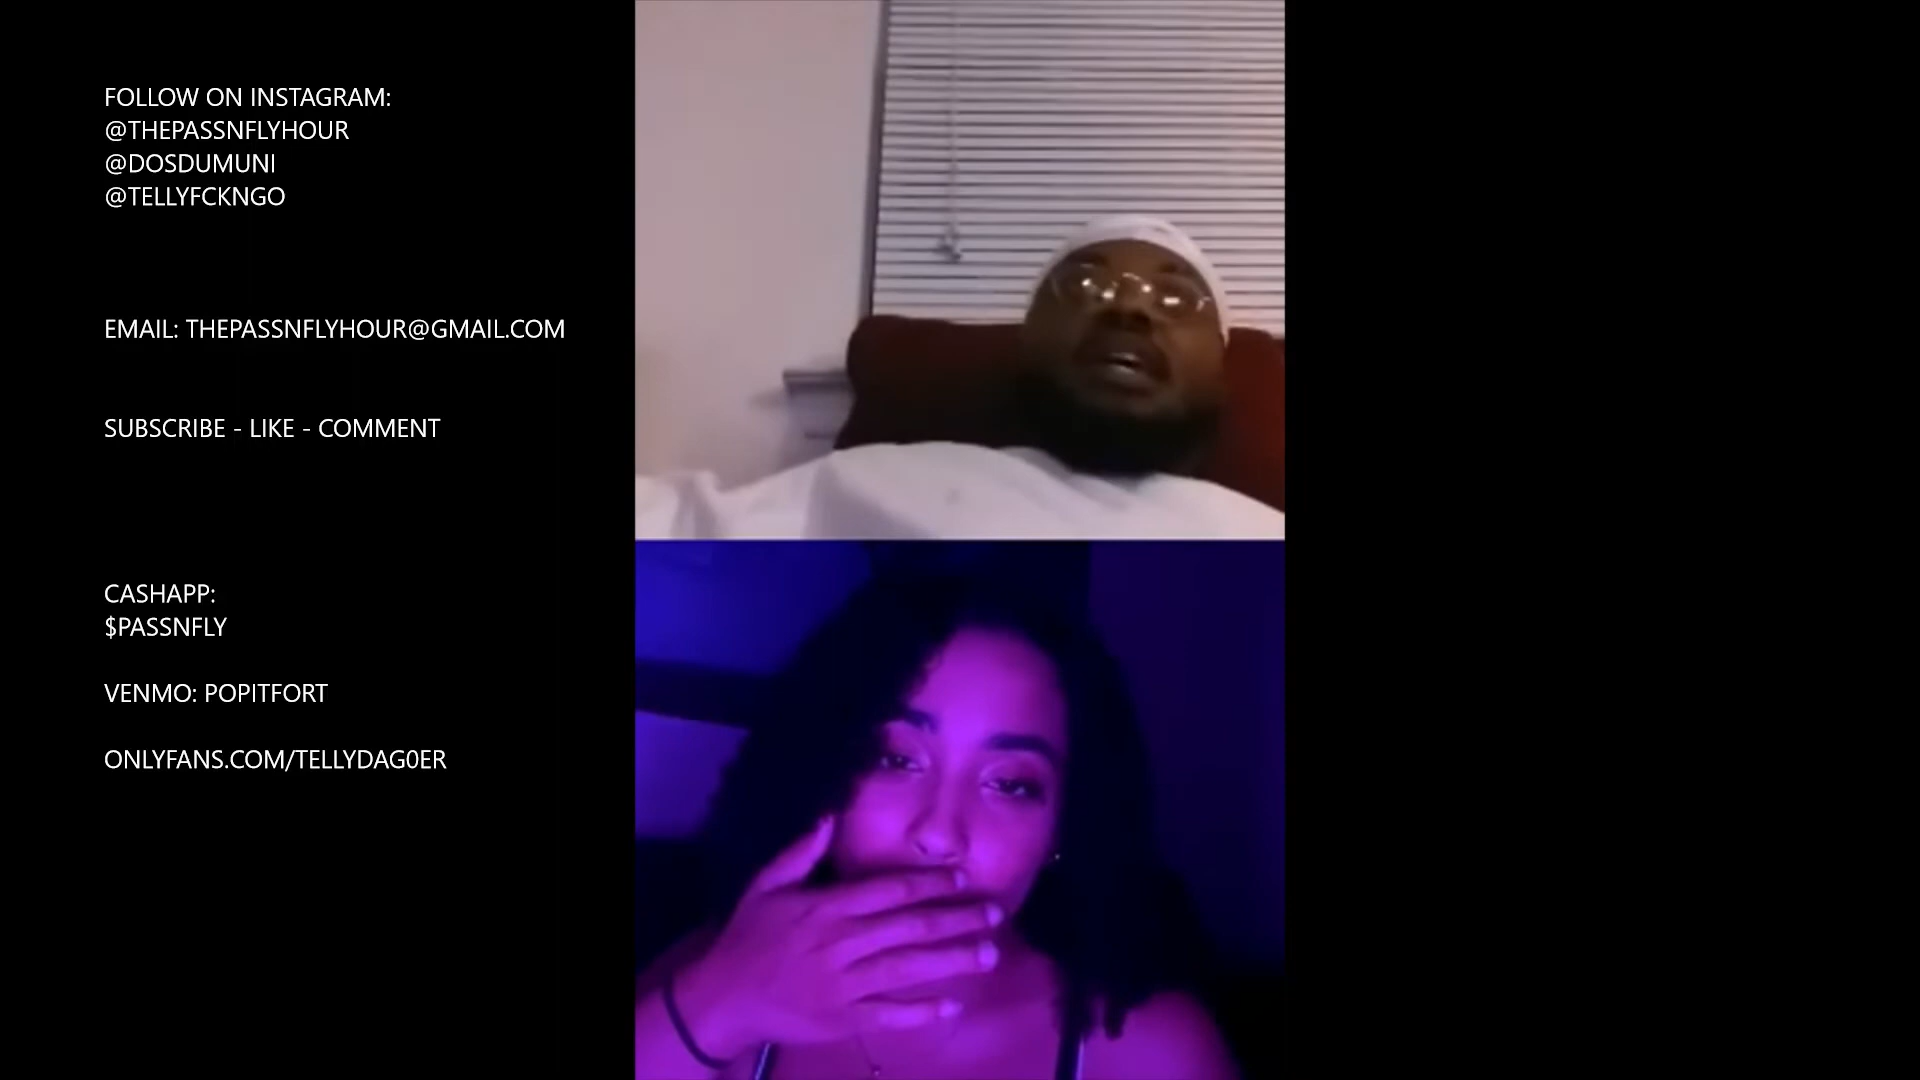 FOLLOW ON INSTAGRAM:
@THEPASSNFLYHOUR
@DOSDUMUNI
@TELLYFCKNGO
EMAIL: THEPASSNFLYHOUR@GMAIL.COM
SUBSCRIBE - LIKE - COMMENT
CASHAPP:
$PASSNFLY
VENMO: POPITFORT
ONLYFANS.COM/TELLYDAG0ER